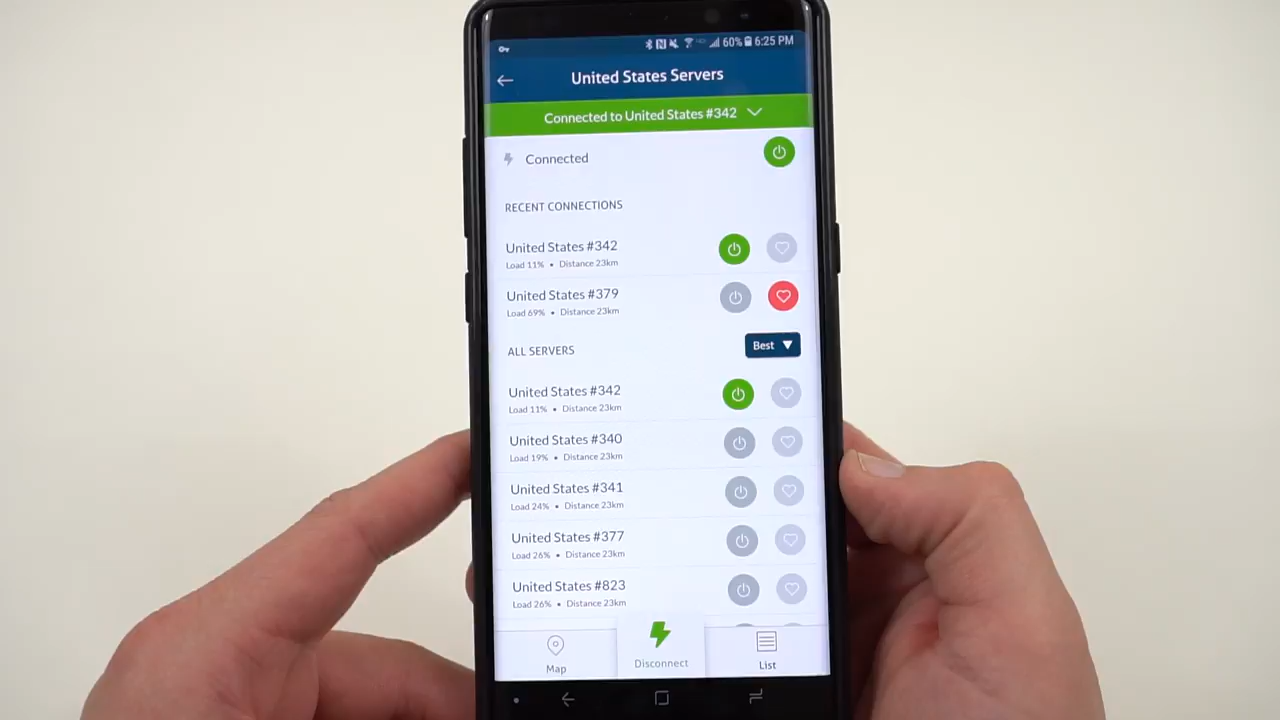 60% 6:25 PM
United States Servers
Connected to United States #342
Connected
RECENT CONNECTIONS
United States #342
Load 11% • Distance 23km
United States #379
Load 69% • Distance 23km
ALL SERVERS
Best
United States #342
Load 11% • Distance 23km
United States #340
Load 19% • Distance 23km
United States #341
Load 24% • Distance 23km
United States #377
Load 26% • Distance 23km
United States #823
Load 26% • Distance 23km
Map
Disconnect
List